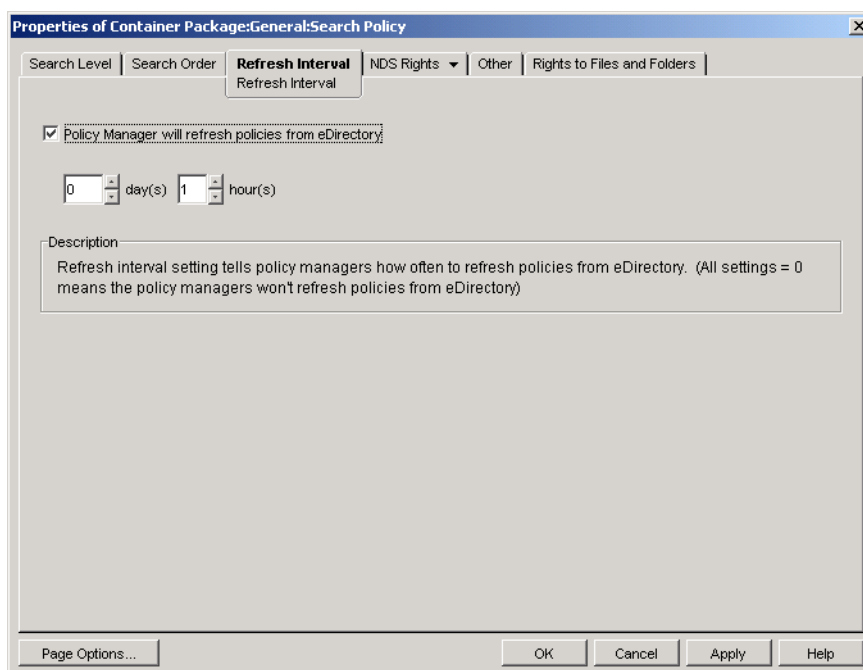 Properties of Container Package:General:Search Policy
Search Level Search Order Refresh Interval NDS Rights Other Rights to Files and Folders
Refresh Interval
Policy Manager will refresh policies from eDirectory
0 day(s) 1 hour(s)
Description
Refresh interval setting tells policy managers how often to refresh policies from eDirectory. (All settings = 0
means the policy managers won't refresh policies from eDirectory)
Page Options... OK Cancel Apply Help